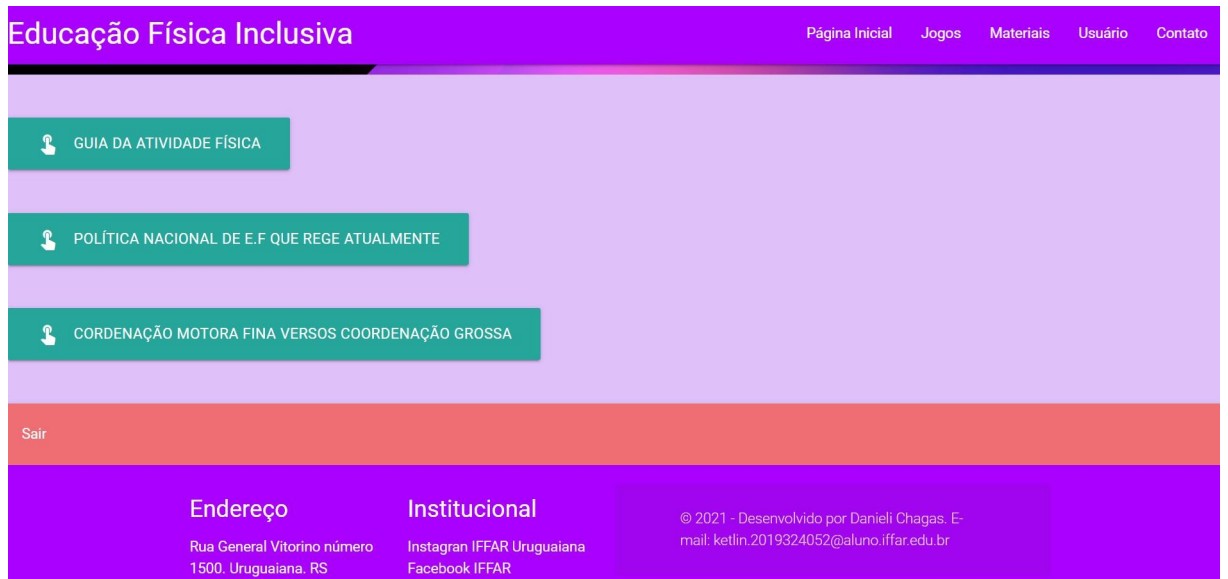 Educação Física Inclusiva
Página Inicial Jogos Materiais Usuário Contato
GUIA DA ATIVIDADE FÍSICA
POLÍTICA NACIONAL DE E.F QUE REGE ATUALMENTE
CORDENAÇÃO MOTORA FINA VERSOS COORDENAÇÃO GROSSA
Sair
Endereço
Rua General Vitorino número
1500. Uruguaiana. RS
Institucional
Instagran IFFAR Uruguaiana
Facebook IFFAR
© 2021 - Desenvolvido por Danieli Chagas. E-
mail: ketlin.2019324052@aluno.iffar.edu.br